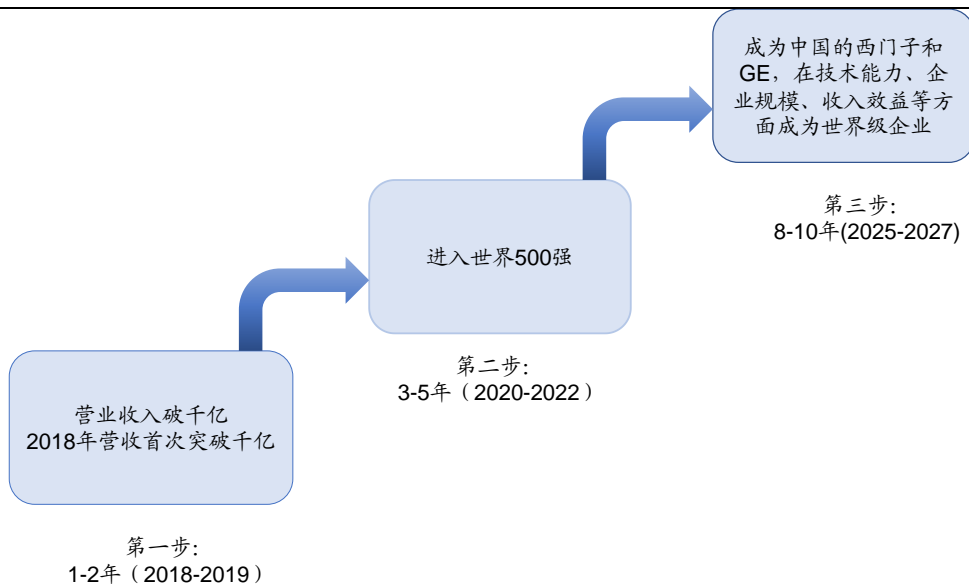 成为中国的西门子和
GE，在技术能力、企
业规模、收入效益等方
面成为世界级企业
第三步：
8-10年(2025-2027)
进入世界500强
第二步：
3-5年（2020-2022）
营业收入破千亿
2018年营收首次突破千亿
第一步：
1-2年（2018-2019）